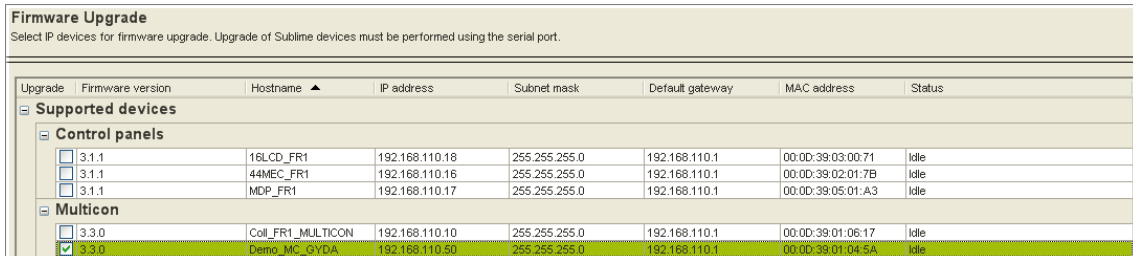 Firmware Upgrade
Select IP devices for firmware upgrade. Upgrade of Sublime devices must be performed using the serial port.
Upgrade Firmware version Hostname ▲ IP address Subnet mask Default gateway MAC address Status
Supported devices
Control panels
3.1.1 16LCD_FR1 192.168.110.18 255.255.255.0 192.168.110.1 00:0D:39:03:00:71 Idle
3.1.1 44MEC_FR1 192.168.110.16 255.255.255.0 192.168.110.1 00:0D:39:02:01:7B Idle
3.1.1 MDP_FR1 192.168.110.17 255.255.255.0 192.168.110.1 00:0D:39:05:01:A3 Idle
Multicon
3.3.0 Coll_FR1_MULTICON 192.168.110.10 255.255.255.0 192.168.110.1 00:0D:39:01:06:17 Idle
3.3.0 Demo_MC_GYDA 192.168.110.50 255.255.255.0 192.168.110.1 00:0D:39:01:04:5A Idle